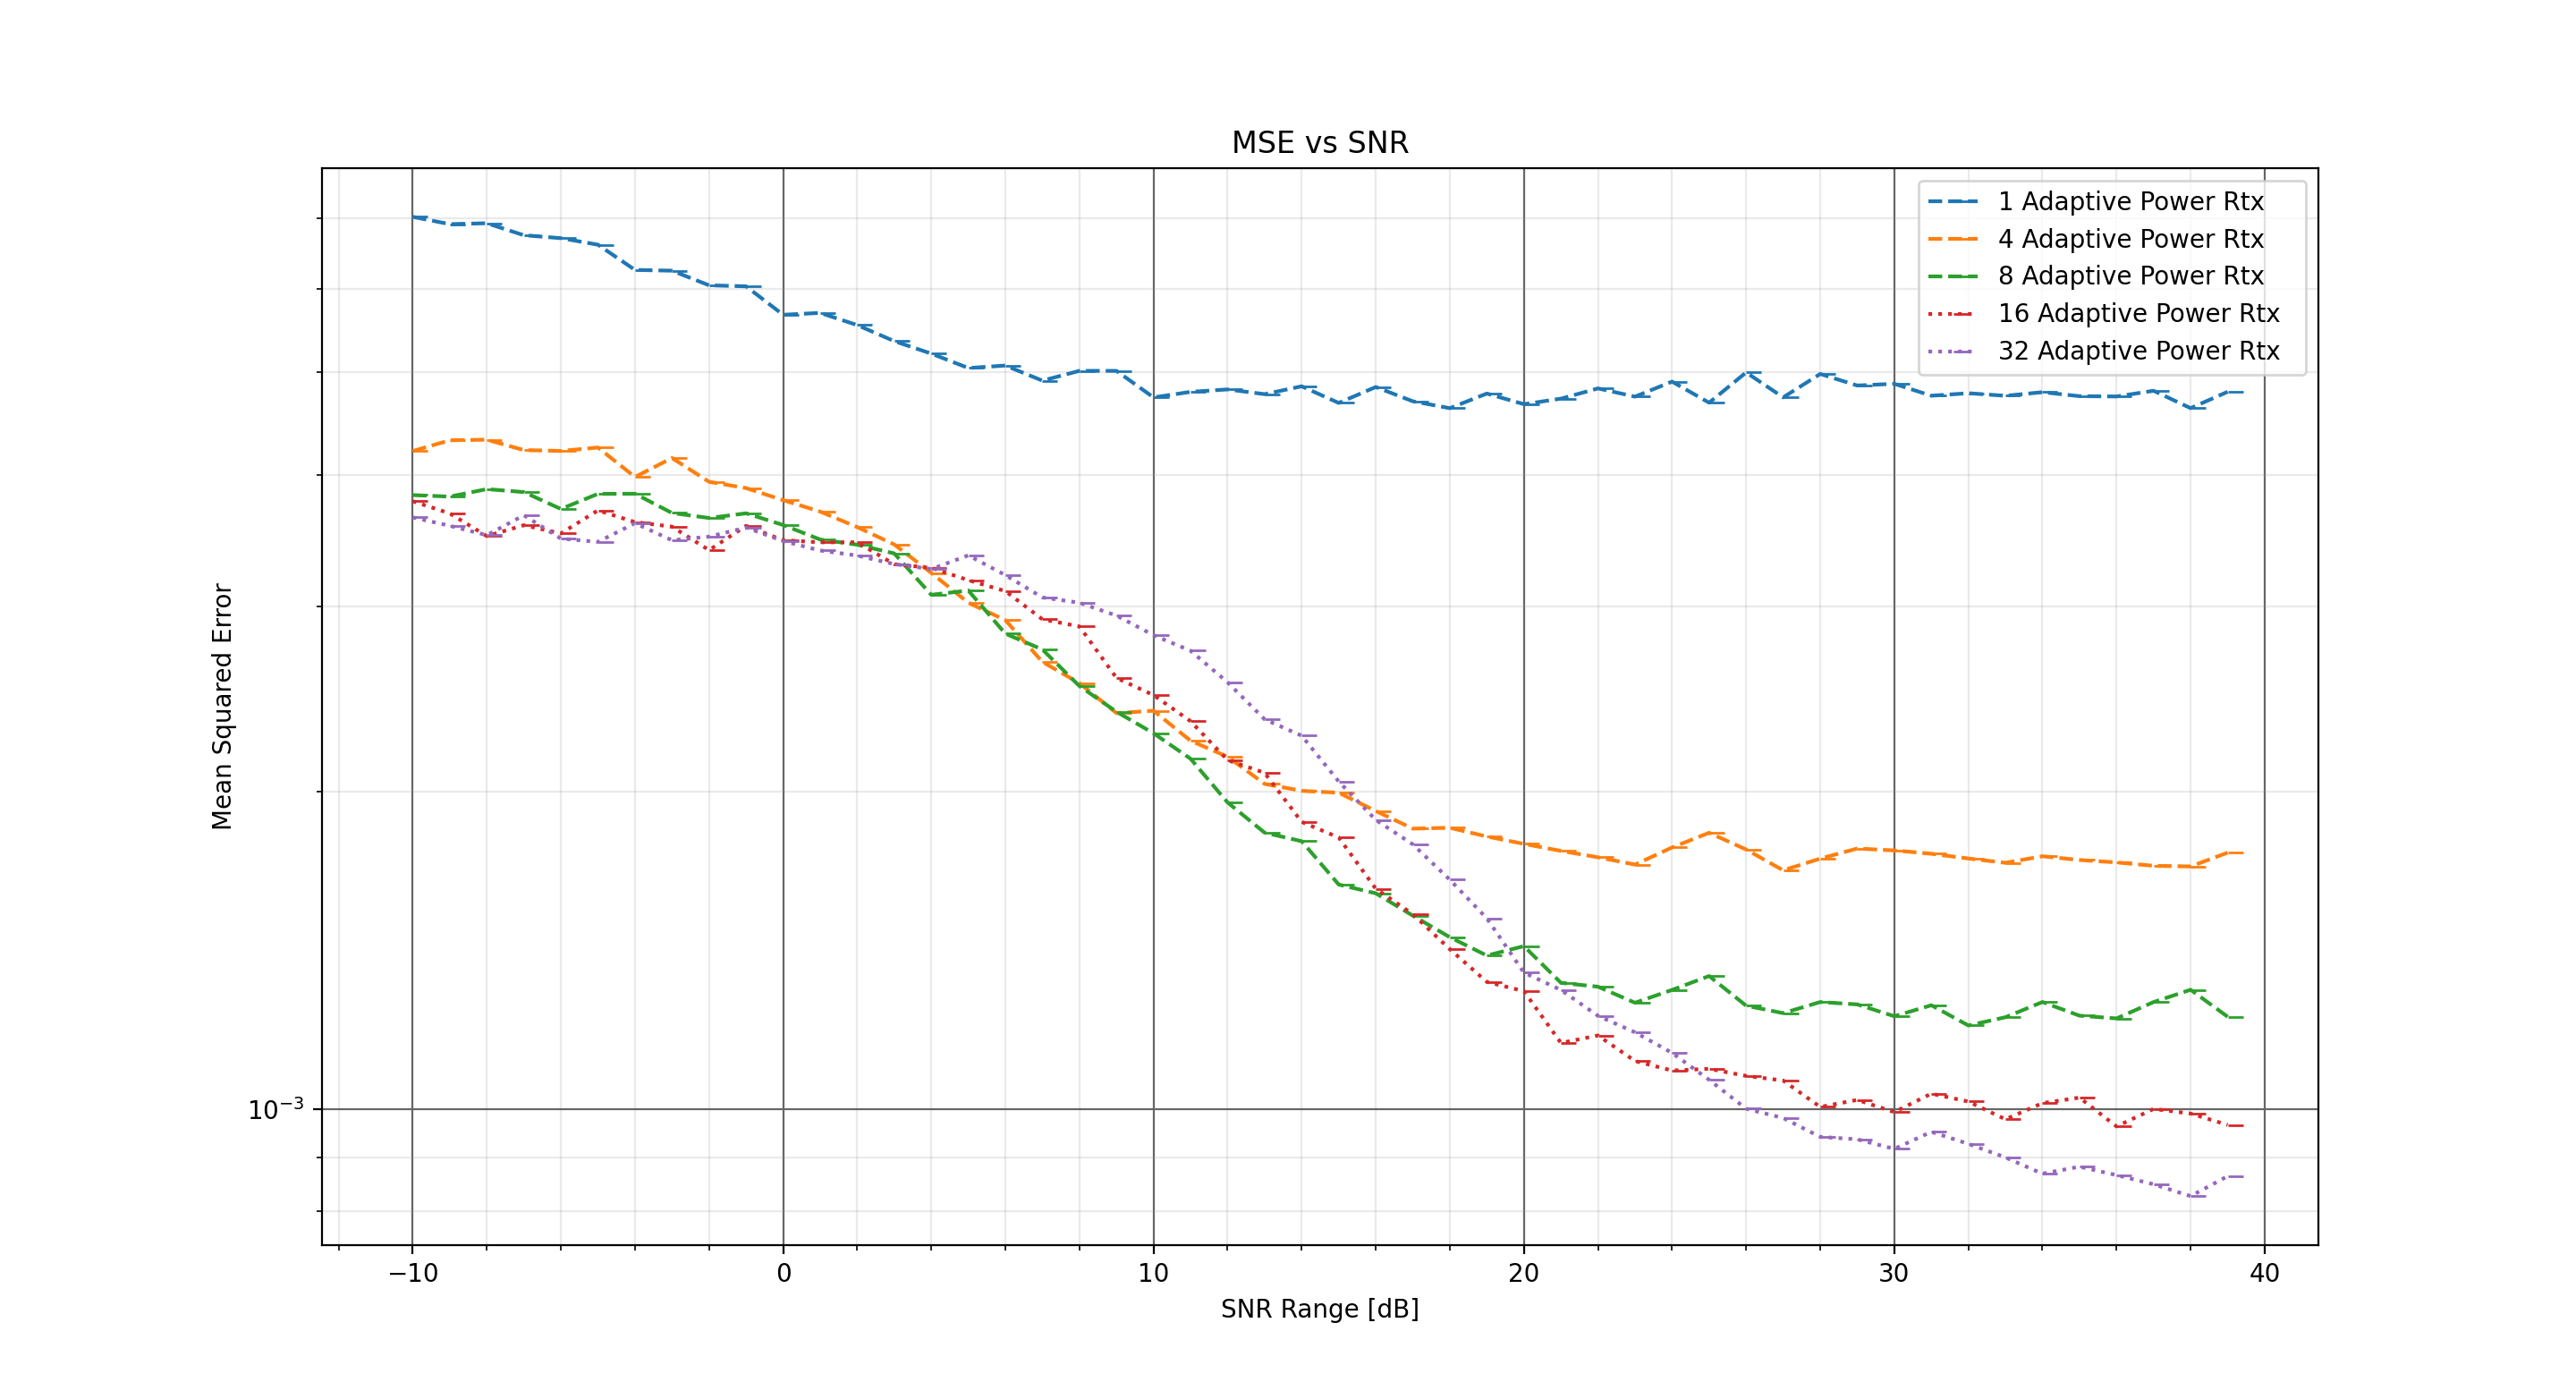 MSE vs SNR
1 Adaptive Power Rtx
4 Adaptive Power Rtx
8 Adaptive Power Rtx
16 Adaptive Power Rtx
32 Adaptive Power Rtx
Mean Squared Error
10⁻³
−10 0 10 20 30 40
SNR Range [dB]